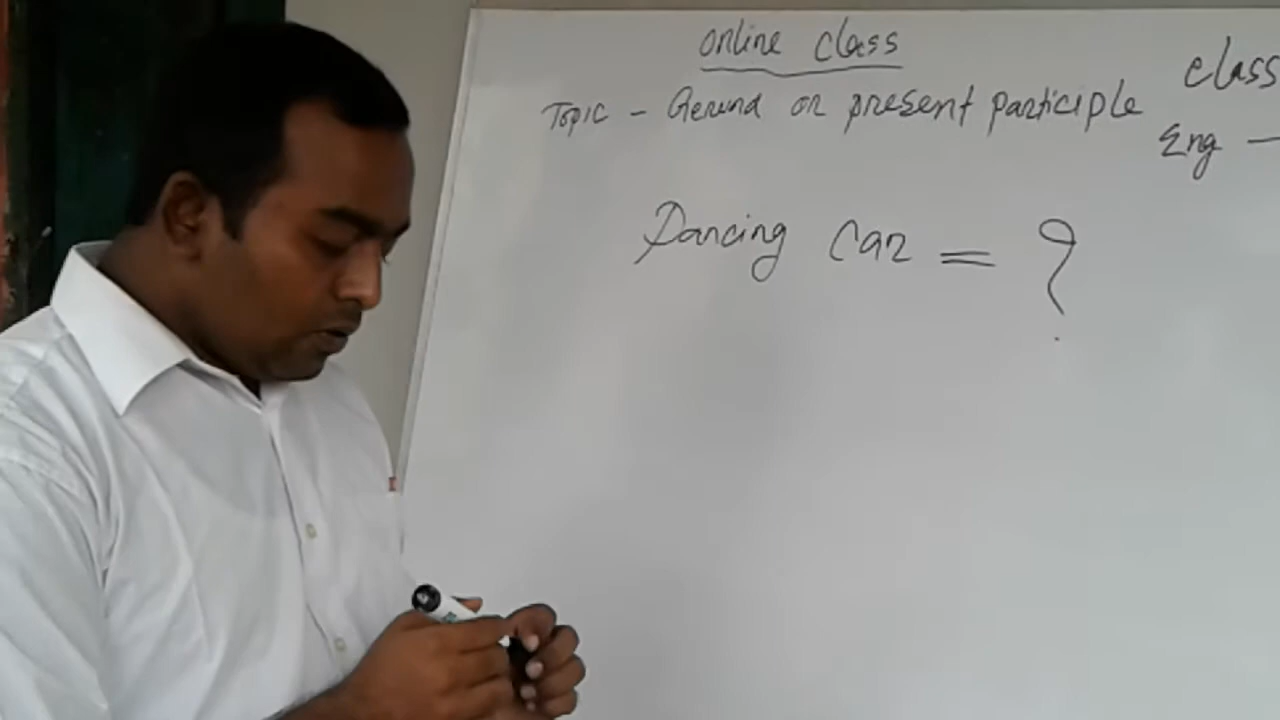 online class
Topic - Gerund or present participle
class
Eng -
Dancing car = ?